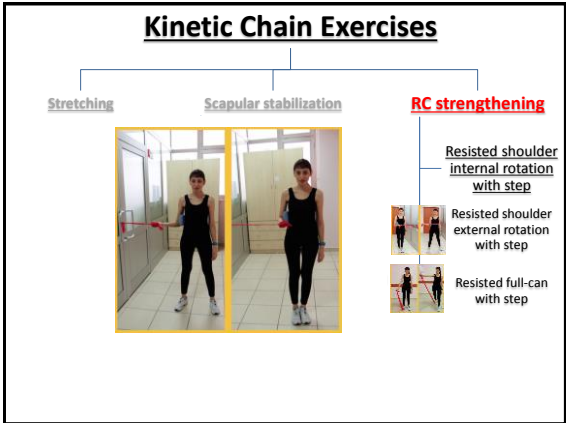 Kinetic Chain Exercises
Stretching
Scapular stabilization
RC strengthening
Resisted shoulder
internal rotation
with step
Resisted shoulder
external rotation
with step
Resisted full-can
with step